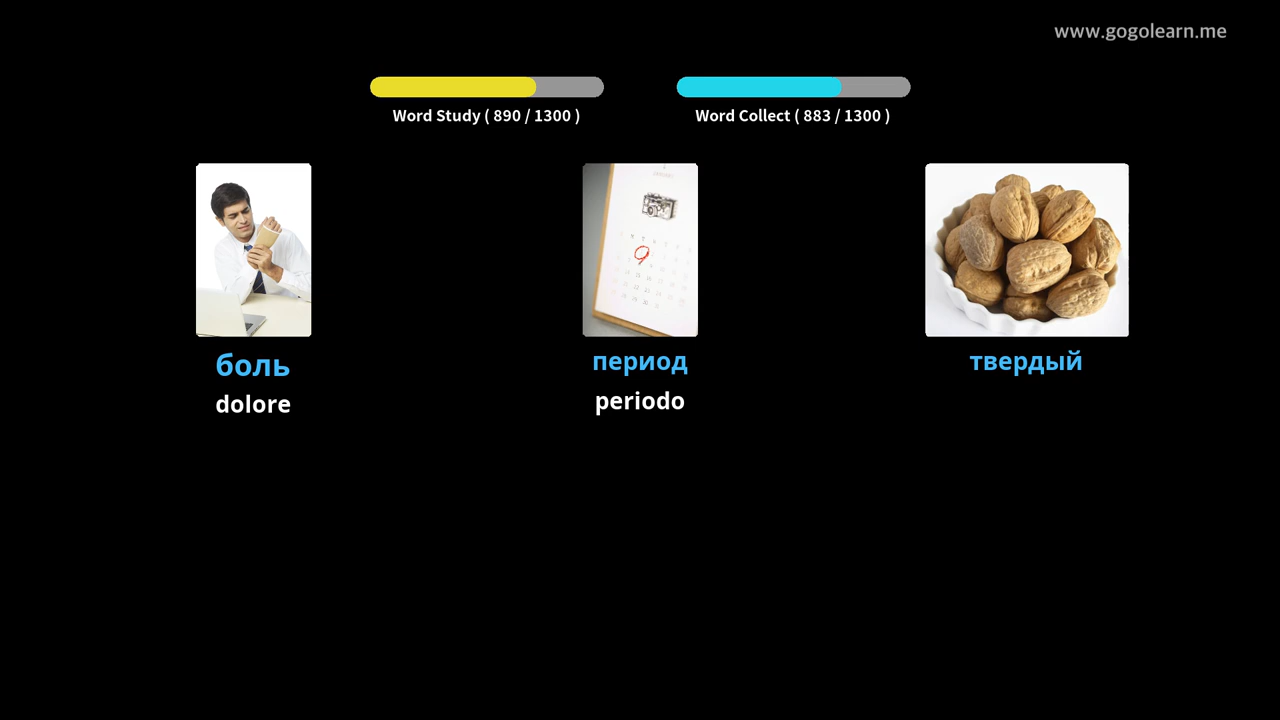 www.gogolearn.me
Word Study ( 890 / 1300 )
Word Collect ( 883 / 1300 )
боль
период
твердый
dolore
periodo